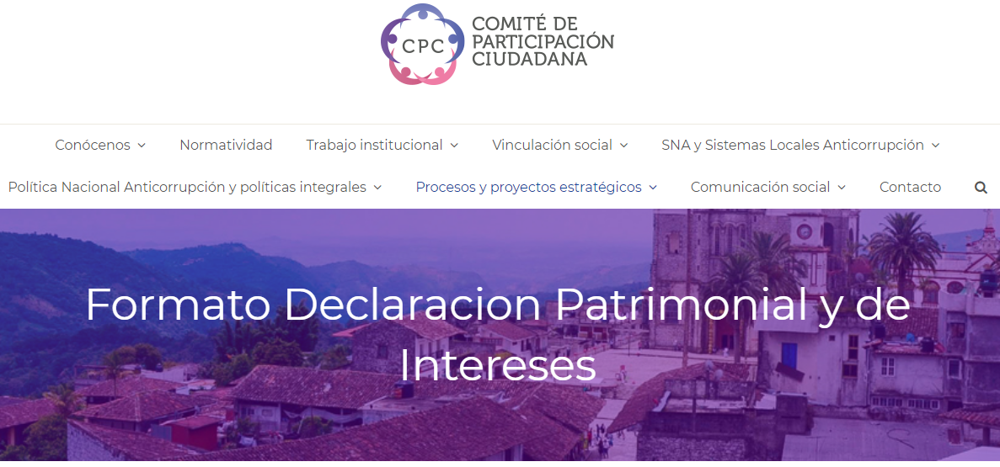 CPC
COMITÉ DE
PARTICIPACIÓN
CIUDADANA
Conócenos
Normatividad
Trabajo institucional
Vinculación social
SNA y Sistemas Locales Anticorrupción
Política Nacional Anticorrupción y políticas integrales
Procesos y proyectos estratégicos
Comunicación social
Contacto
Formato Declaracion Patrimonial y de
Intereses